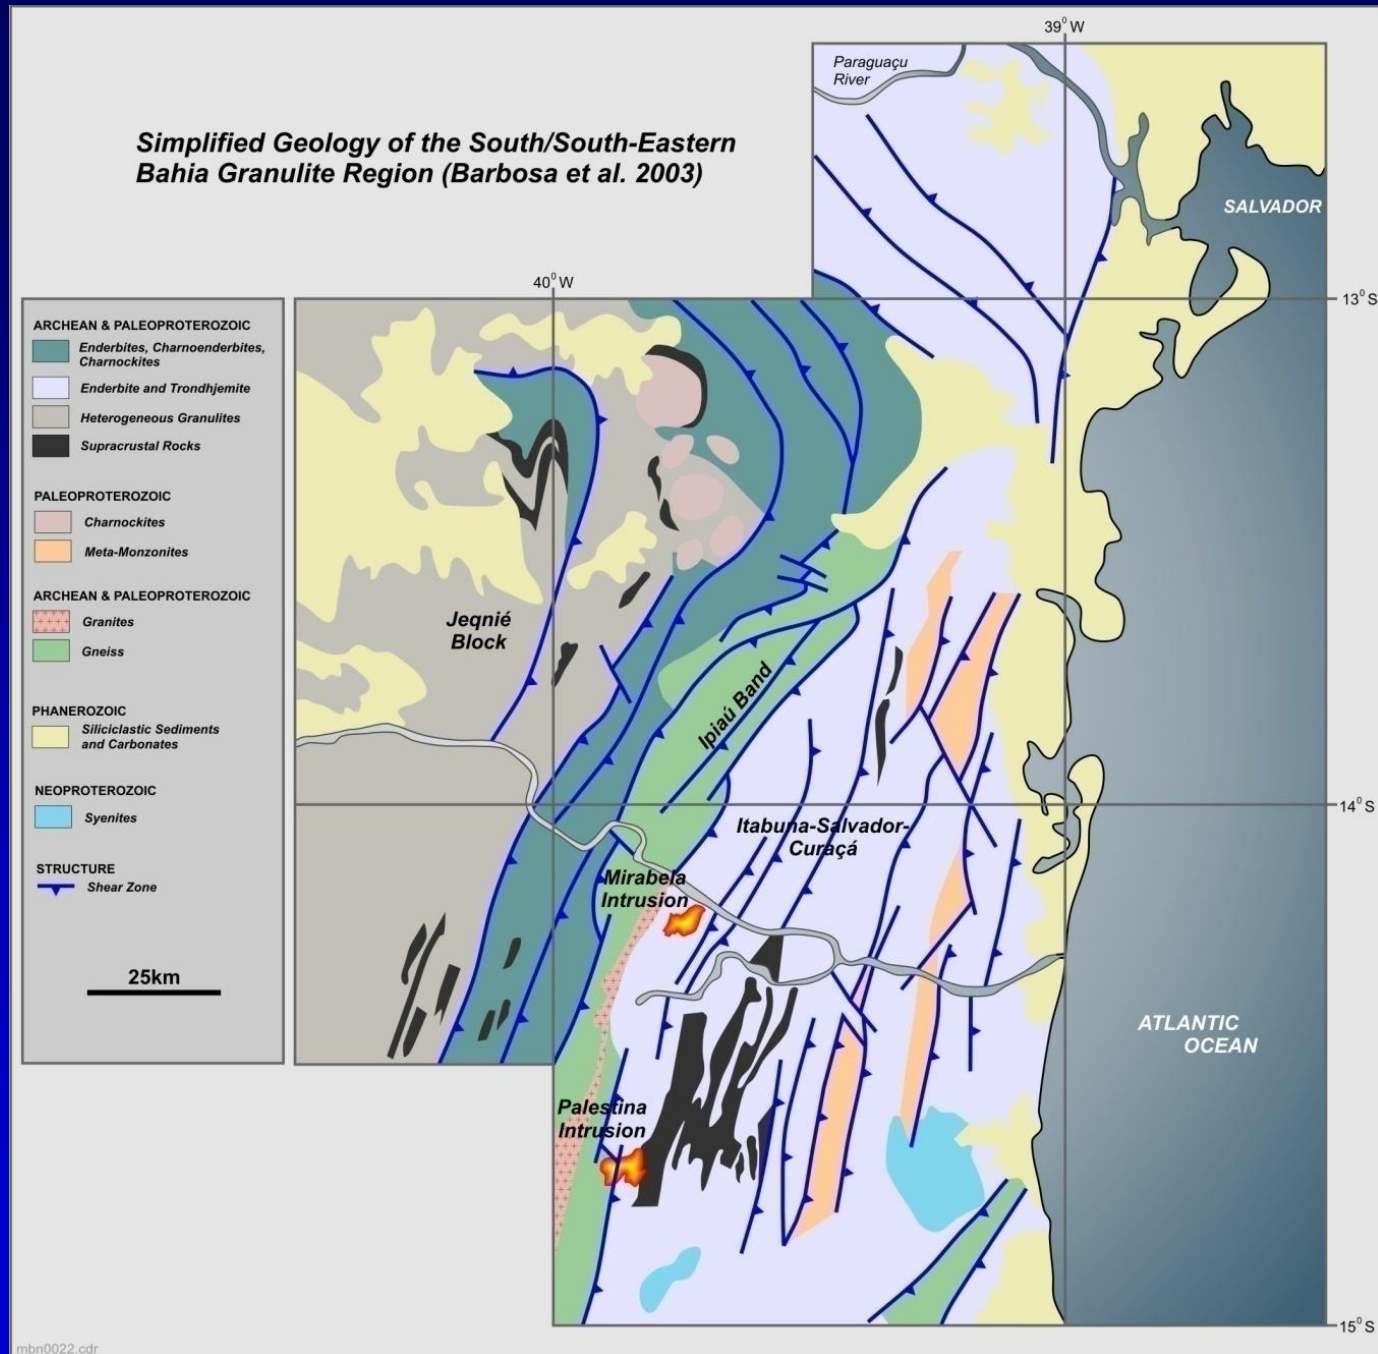 39° W
Paraguaçu
River
Simplified Geology of the South/South-Eastern
Bahia Granulite Region (Barbosa et al. 2003)
SALVADOR
40° W
13° S
ARCHEAN & PALEOPROTEROZOIC
Enderbites, Charnoenderbites,
Charnockites
Enderbite and Trondhjemite
Heterogeneous Granulites
Supracrustal Rocks
PALEOPROTEROZOIC
Charnockites
Meta-Monzonites
ARCHEAN & PALEOPROTEROZOIC
Granites
Gneiss
PHANEROZOIC
Siliciclastic Sediments
and Carbonates
NEOPROTEROZOIC
Syenites
STRUCTURE
Shear Zone
25km
Jeqnié
Block
Ipiaú Band
14° S
Itabuna-Salvador-
Curaçá
Mirabela
Intrusion
ATLANTIC
OCEAN
Palestina
Intrusion
15° S
mbn0022.cdr